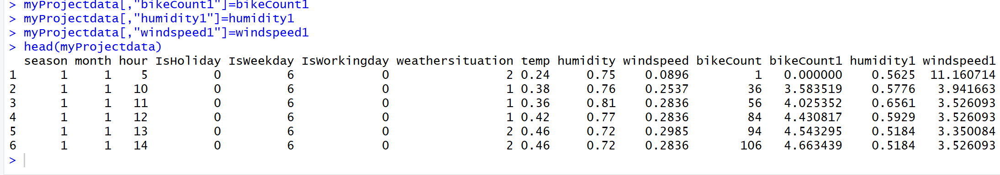 > myProjectdata[,"bikeCount1"]=bikeCount1
> myProjectdata[,"humidity1"]=humidity1
> myProjectdata[,"windspeed1"]=windspeed1
> head(myProjectdata)
  season month hour IsHoliday IsWeekday IsWorkingday weathersituation temp humidity windspeed bikeCount bikeCount1 humidity1 windspeed1
1      1     1    5         0         6            0                2 0.24     0.75    0.0896         1   0.000000    0.5625  11.160714
2      1     1   10         0         6            0                1 0.38     0.76    0.2537        36   3.583519    0.5776   3.941663
3      1     1   11         0         6            0                1 0.36     0.81    0.2836        56   4.025352    0.6561   3.526093
4      1     1   12         0         6            0                1 0.42     0.77    0.2836        84   4.430817    0.5929   3.526093
5      1     1   13         0         6            0                2 0.46     0.72    0.2985        94   4.543295    0.5184   3.350084
6      1     1   14         0         6            0                2 0.46     0.72    0.2836       106   4.663439    0.5184   3.526093
>